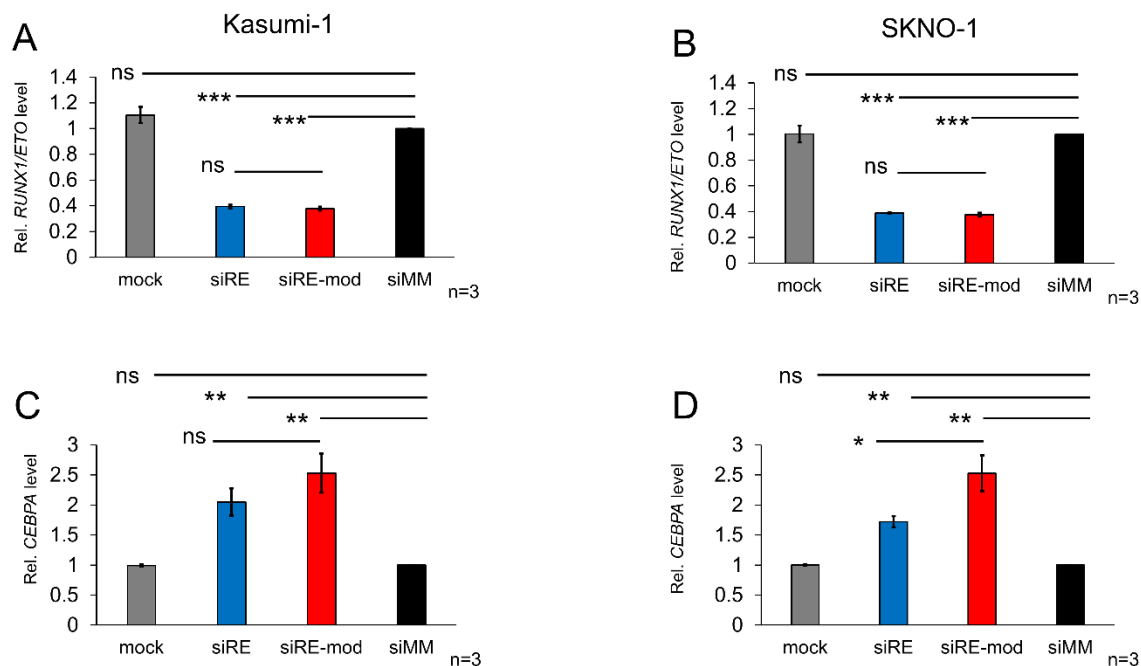 Kasumi-1
A
Rel. RUNX1/ETO level
ns
***
***
ns
1.4
1.2
1
0.8
0.6
0.4
0.2
0
mock siRE siRE-mod siMM
n=3
SKNO-1
B
Rel. RUNX1/ETO level
ns
***
***
ns
1.4
1.2
1
0.8
0.6
0.4
0.2
0
mock siRE siRE-mod siMM
n=3
C
Rel. CEBPA level
ns
**
**
ns
3
2.5
2
1.5
1
0.5
0
mock siRE siRE-mod siMM
n=3
D
Rel. CEBPA level
ns
**
**
*
3
2.5
2
1.5
1
0.5
0
mock siRE siRE-mod siMM
n=3